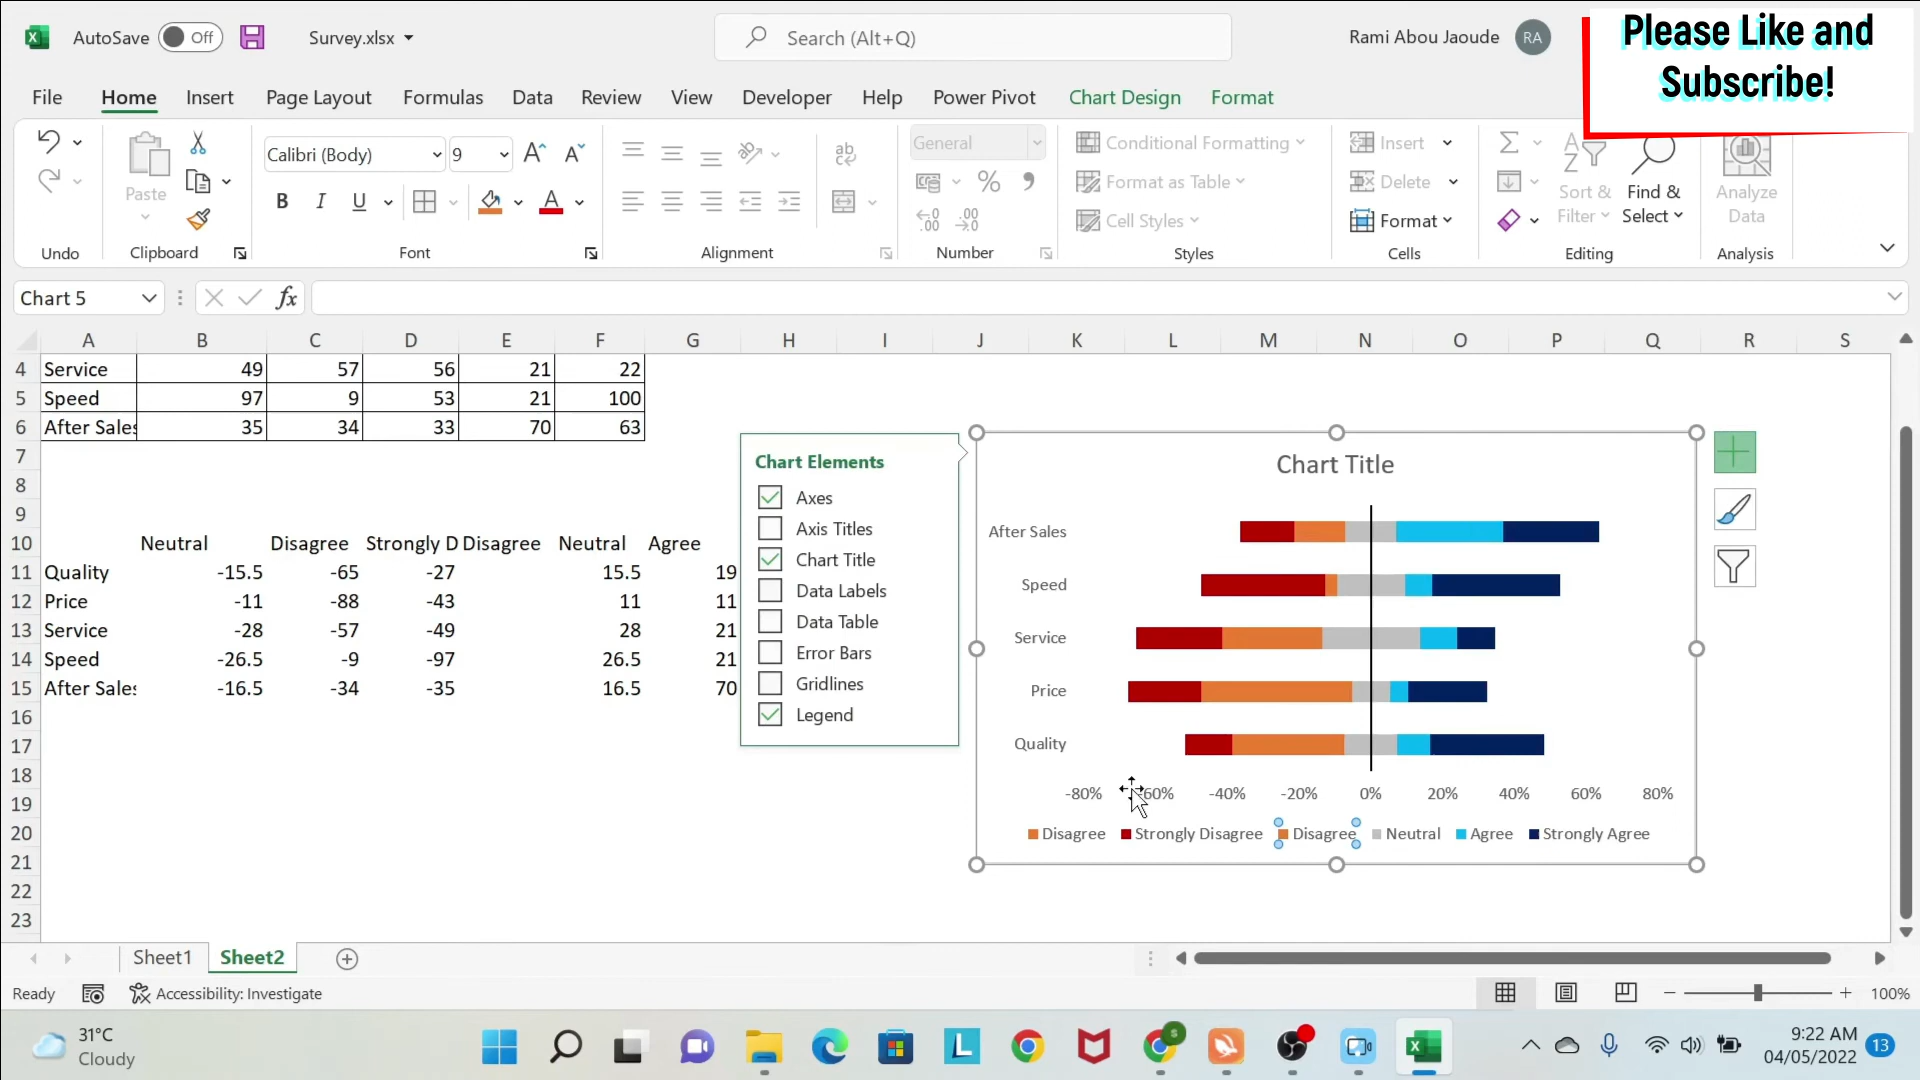 AutoSave Off Survey.xlsx Search (Alt+Q) Rami Abou Jaoude RA
Please Like and
Subscribe!
File Home Insert Page Layout Formulas Data Review View Developer Help Power Pivot Chart Design Format
Calibri (Body) 9 General Conditional Formatting Insert
Paste Format as Table Delete Sort & Find & Analyze
B I U A Cell Styles Format Filter Select Data
Undo Clipboard Font Alignment Number Styles Cells Editing Analysis
Chart 5 fx
A B C D E F G H I J K L M N O P Q R S
4 Service 49 57 56 21 22
5 Speed 97 9 53 21 100
6 After Sales 35 34 33 70 63
7
8
9
10 Neutral Disagree Strongly D Disagree Neutral Agree
11 Quality -15.5 -65 -27 15.5 19
12 Price -11 -88 -43 11 11
13 Service -28 -57 -49 28 21
14 Speed -26.5 -9 -97 26.5 21
15 After Sales -16.5 -34 -35 16.5 70
16
17
18
19
20
21
22
23
Chart Elements
Axes
Axis Titles
Chart Title
Data Labels
Data Table
Error Bars
Gridlines
Legend
Chart Title
After Sales
Speed
Service
Price
Quality
-80% -60% -40% -20% 0% 20% 40% 60% 80%
Disagree Strongly Disagree Disagree Neutral Agree Strongly Agree
Sheet1 Sheet2
Ready Accessibility: Investigate 100%
31°C
Cloudy
9:22 AM
04/05/2022 13